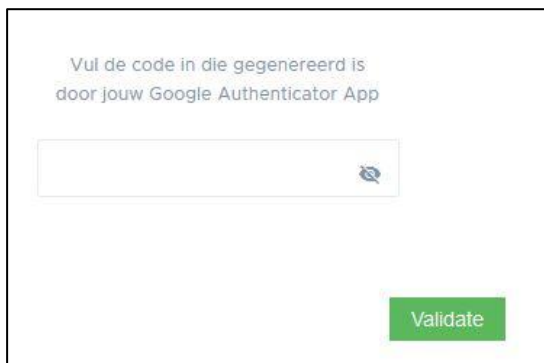 Vul de code in die gegenereerd is
door jouw Google Authenticator App
Validate